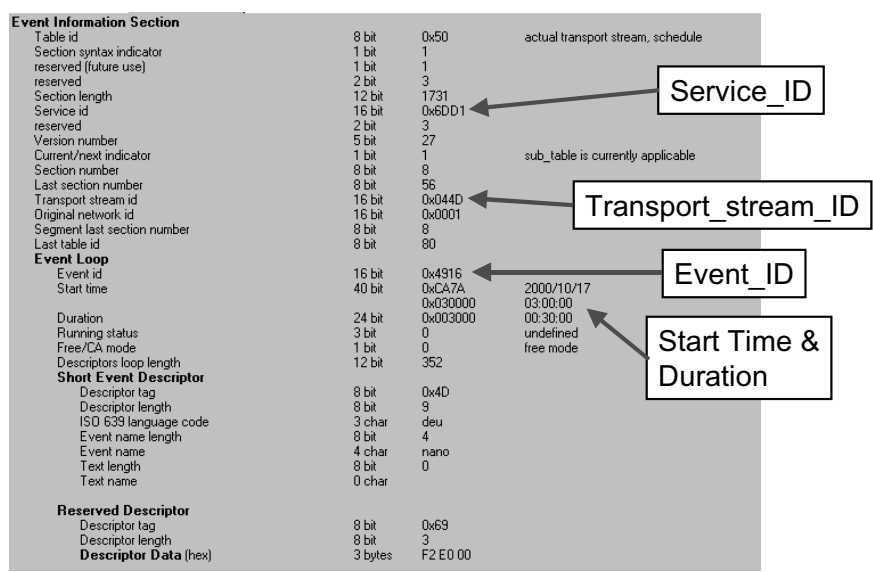 Event Information Section
Table id 8 bit 0x50 actual transport stream, schedule
Section syntax indicator 1 bit 1
reserved (future use) 1 bit 1
reserved 2 bit 3
Section length 12 bit 1731
Service_ID
Service id 16 bit 0x6DD1
reserved 2 bit 3
Version number 5 bit 27
Current/next indicator 1 bit 1 sub_table is currently applicable
Section number 8 bit 8
Last section number 8 bit 56
Transport stream id 16 bit 0x044D
Transport_stream_ID
Original network id 16 bit 0x0001
Segment last section number 8 bit 8
Last table id 8 bit 80
Event Loop
Event id 16 bit 0x4916
Event_ID
Start time 40 bit 0xCA7A 2000/10/17
0x030000 03:00:00
Duration 24 bit 0x003000 00:30:00
Running status 3 bit 0 undefined
Start Time &
Duration
Free/CA mode 1 bit 0 free mode
Descriptors loop length 12 bit 352
Short Event Descriptor
Descriptor tag 8 bit 0x4D
Descriptor length 8 bit 9
ISO 639 language code 3 char deu
Event name length 8 bit 4
Event name 4 char nano
Text length 8 bit 0
Text name 0 char
Reserved Descriptor
Descriptor tag 8 bit 0x69
Descriptor length 8 bit 3
Descriptor Data (hex) 3 bytes F2 E0 00